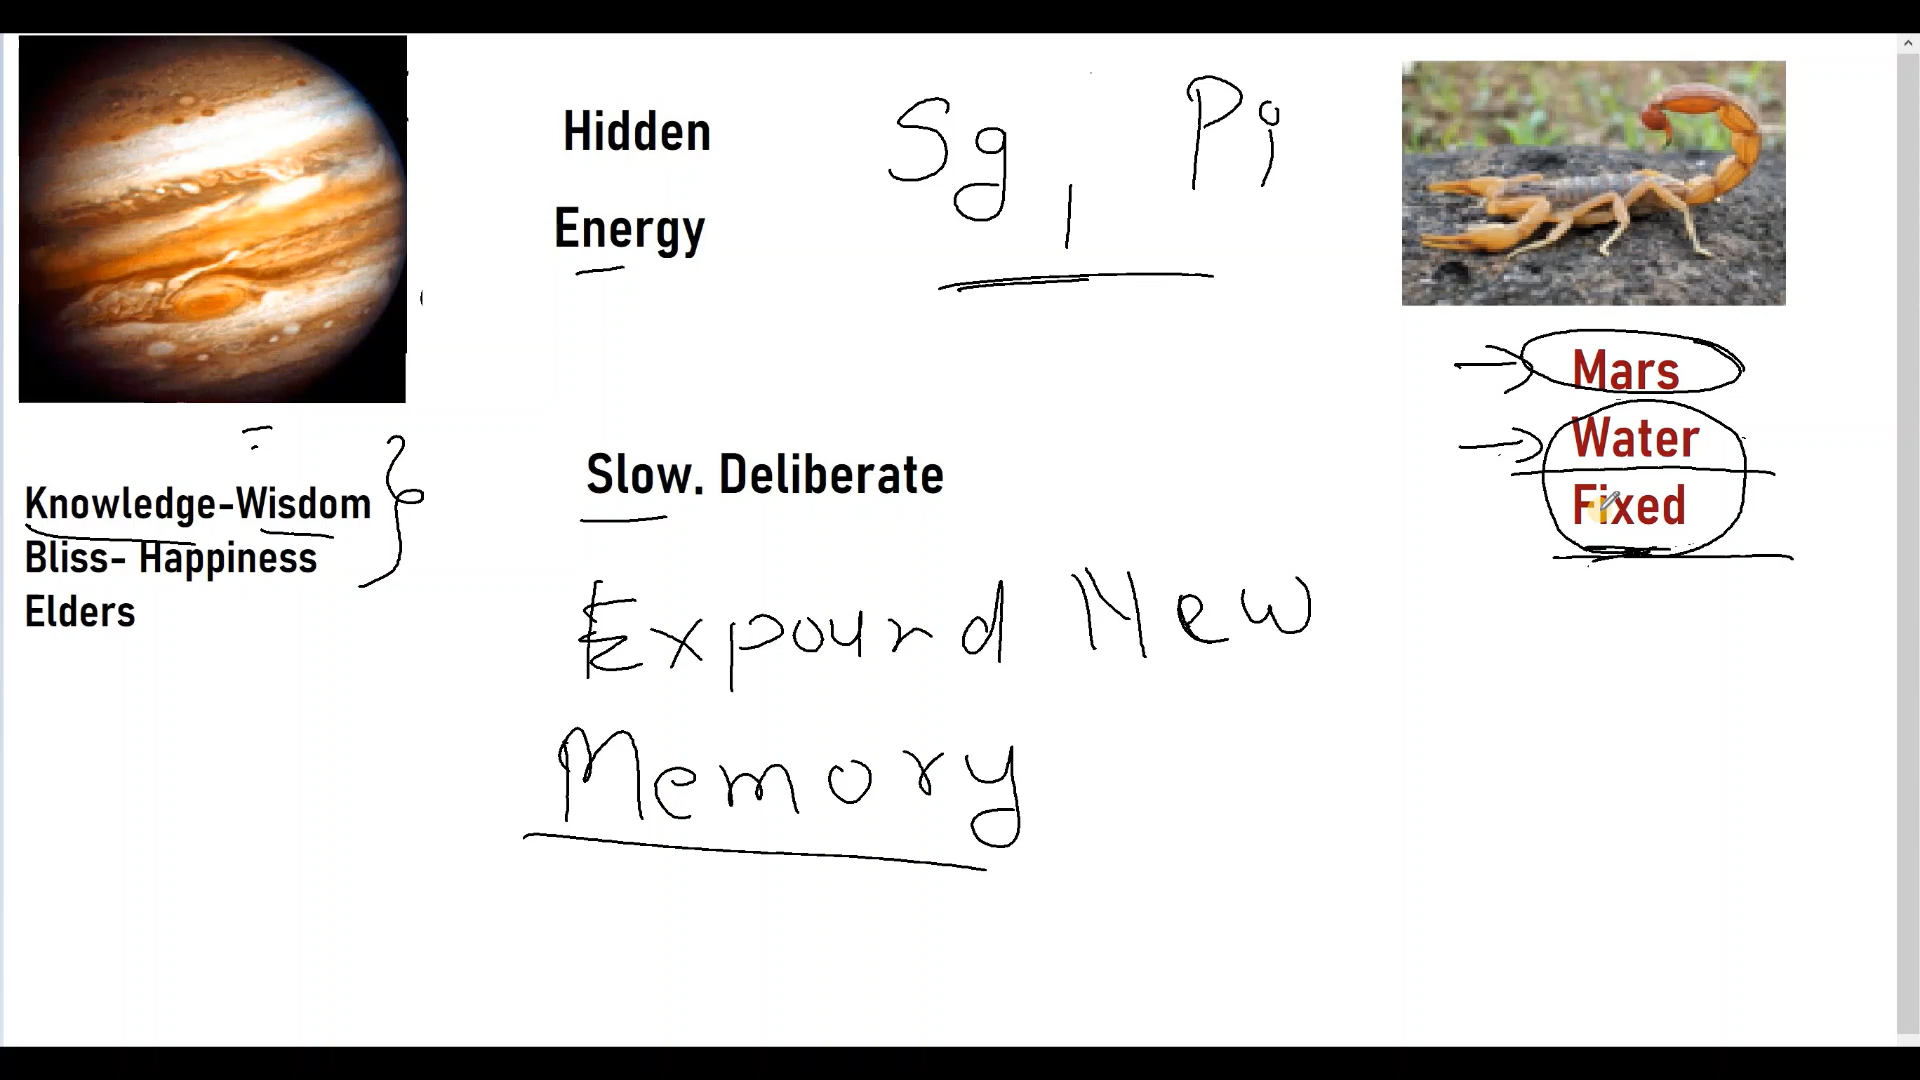 Hidden
Energy
Sg, Pi
Mars
Water
Fixed
Knowledge-Wisdom
Bliss- Happiness
Elders
Slow. Deliberate
Expound New
Memory